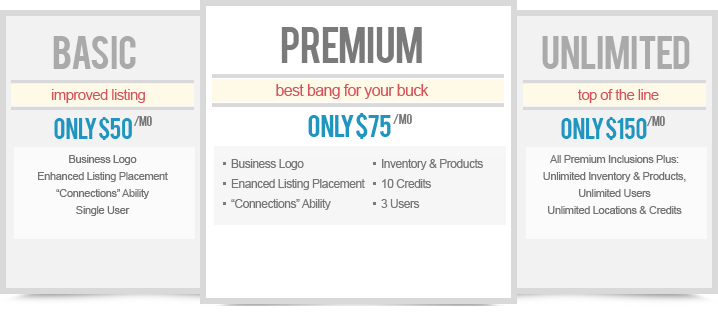 BASIC
improved listing
ONLY $50/MO
Business Logo
Enhanced Listing Placement
“Connections” Ability
Single User
PREMIUM
best bang for your buck
ONLY $75/MO
▪ Business Logo
▪ Enanced Listing Placement
▪ “Connections” Ability
▪ Inventory & Products
▪ 10 Credits
▪ 3 Users
UNLIMITED
top of the line
ONLY $150/MO
All Premium Inclusions Plus:
Unlimited Inventory & Products,
Unlimited Users
Unlimited Locations & Credits